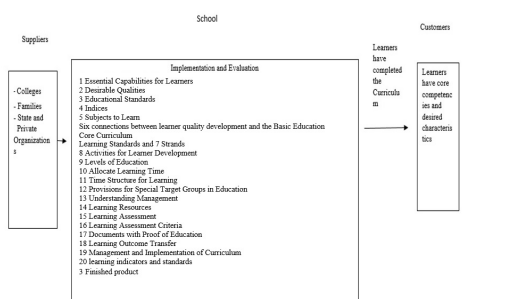 School
Customers
Suppliers
- Colleges
- Families
- State and
Private
Organization
s
Implementation and Evaluation
1 Essential Capabilities for Learners
2 Desirable Qualities
3 Educational Standards
4 Indices
5 Subjects to Learn
Six connections between learner quality development and the Basic Education
Core Curriculum
Learning Standards and 7 Strands
8 Activities for Learner Development
9 Levels of Education
10 Allocate Learning Time
11 Time Structure for Learning
12 Provisions for Special Target Groups in Education
13 Understanding Management
14 Learning Resources
15 Learning Assessment
16 Learning Assessment Criteria
17 Documents with Proof of Education
18 Learning Outcome Transfer
19 Management and Implementation of Curriculum
20 learning indicators and standards
3 Finished product
Learners
have
completed
the
Curriculu
m
Learners
have core
competenc
ies and
desired
characteris
tics